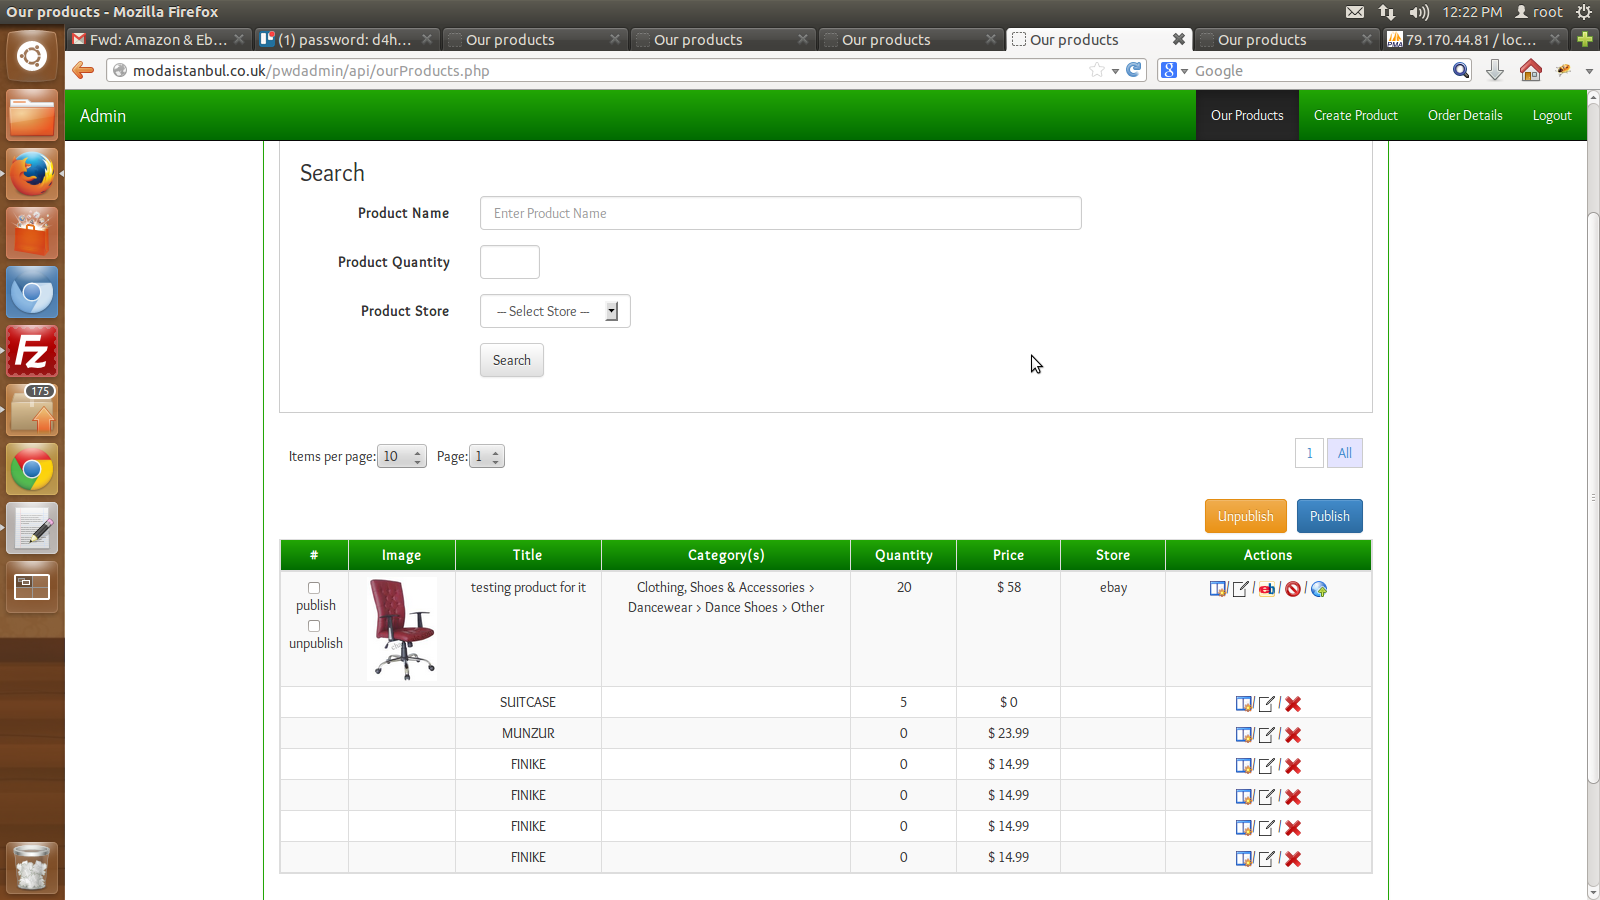 Our products - Mozilla Firefox
12:22 PM root
Fwd: Amazon & Eb...
(1) password: d4h...
Our products
Our products
Our products
Our products
Our products
79.170.44.81 / loc...
modaistanbul.co.uk/pwdadmin/api/ourProducts.php
Google
Admin
Our Products
Create Product
Order Details
Logout
Search
Product Name
Enter Product Name
Product Quantity
Product Store
-- Select Store --
Search
175
Items per page: 10 Page: 1
1 All
Unpublish
Publish
# Image Title Category(s) Quantity Price Store Actions
publish
unpublish
testing product for it
Clothing, Shoes & Accessories >
Dancewear > Dance Shoes > Other
20 $ 58 ebay / / eb / /
SUITCASE 5 $ 0 / /
MUNZUR 0 $ 23.99 / /
FINIKE 0 $ 14.99 / /
FINIKE 0 $ 14.99 / /
FINIKE 0 $ 14.99 / /
FINIKE 0 $ 14.99 / /